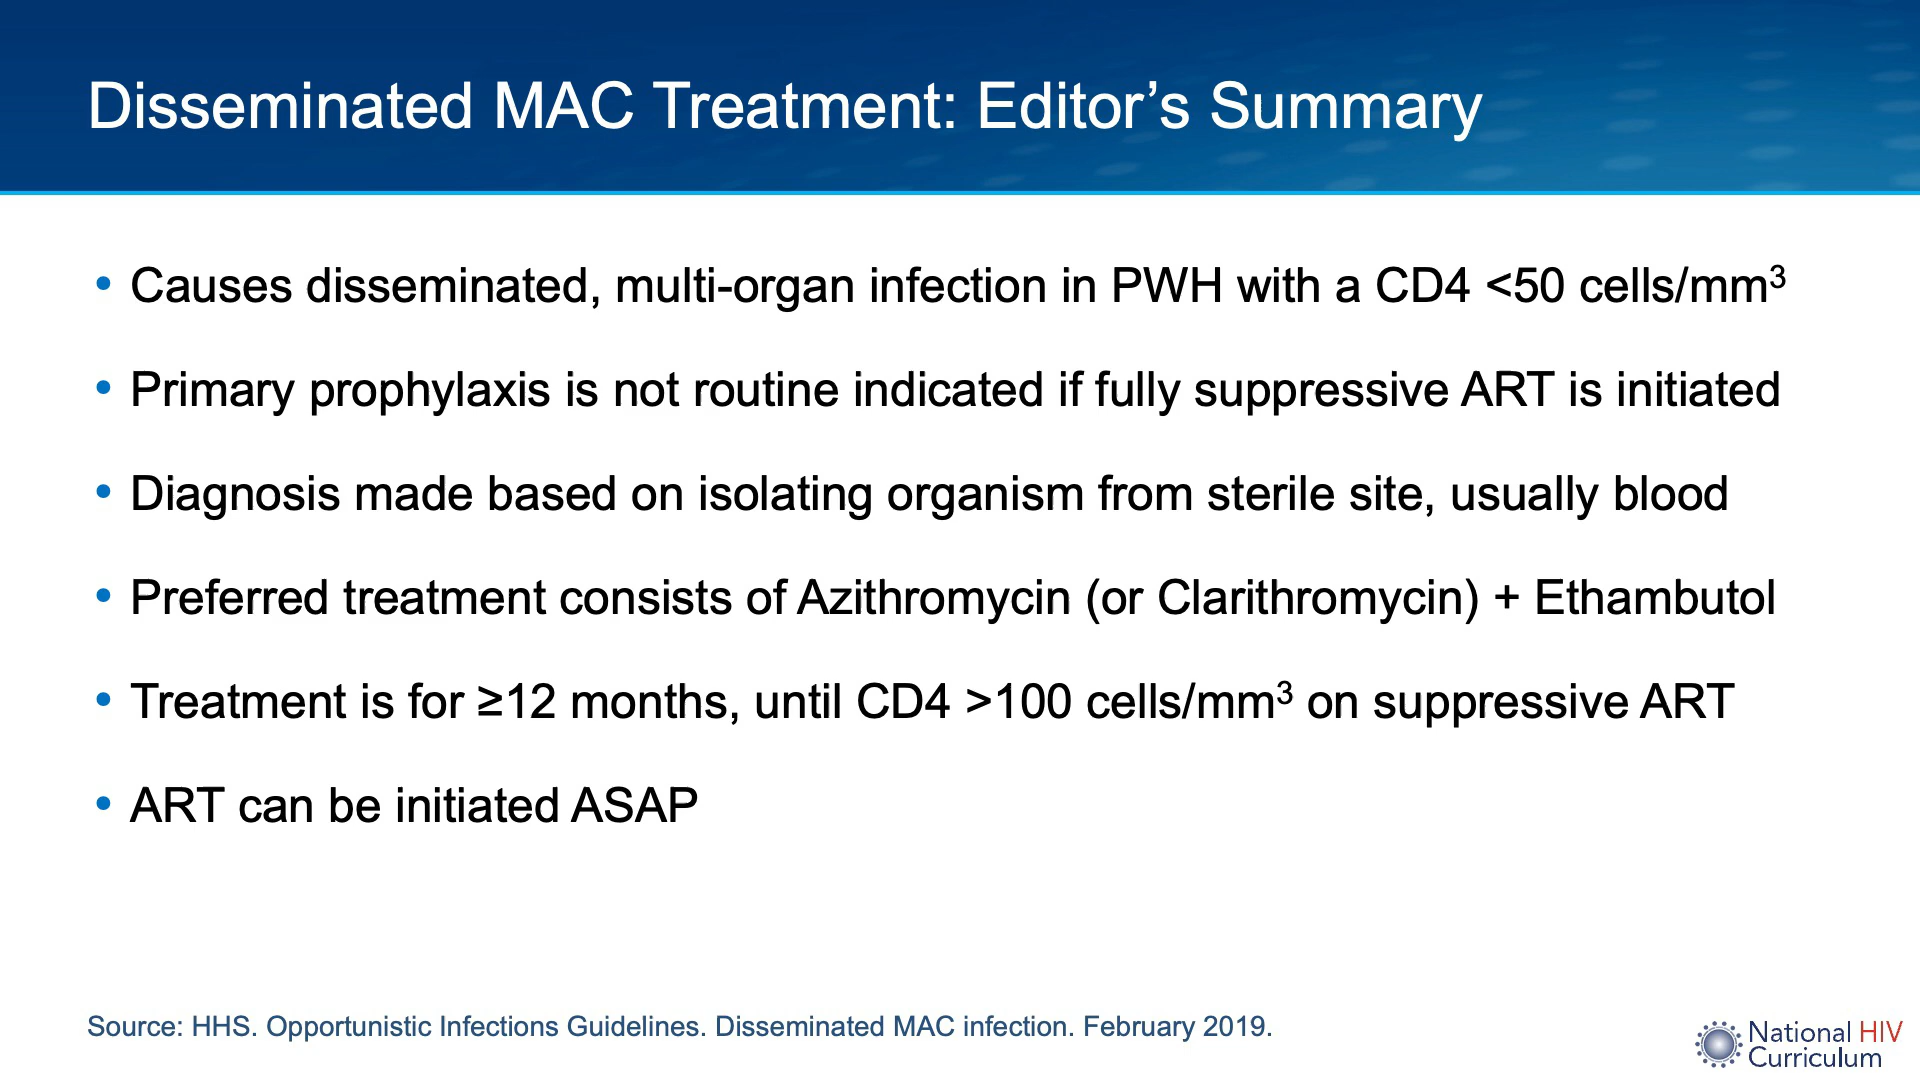 Disseminated MAC Treatment: Editor’s Summary
• Causes disseminated, multi-organ infection in PWH with a CD4 <50 cells/mm³
• Primary prophylaxis is not routine indicated if fully suppressive ART is initiated
• Diagnosis made based on isolating organism from sterile site, usually blood
• Preferred treatment consists of Azithromycin (or Clarithromycin) + Ethambutol
• Treatment is for ≥12 months, until CD4 >100 cells/mm³ on suppressive ART
• ART can be initiated ASAP
Source: HHS. Opportunistic Infections Guidelines. Disseminated MAC infection. February 2019.
National HIV
Curriculum